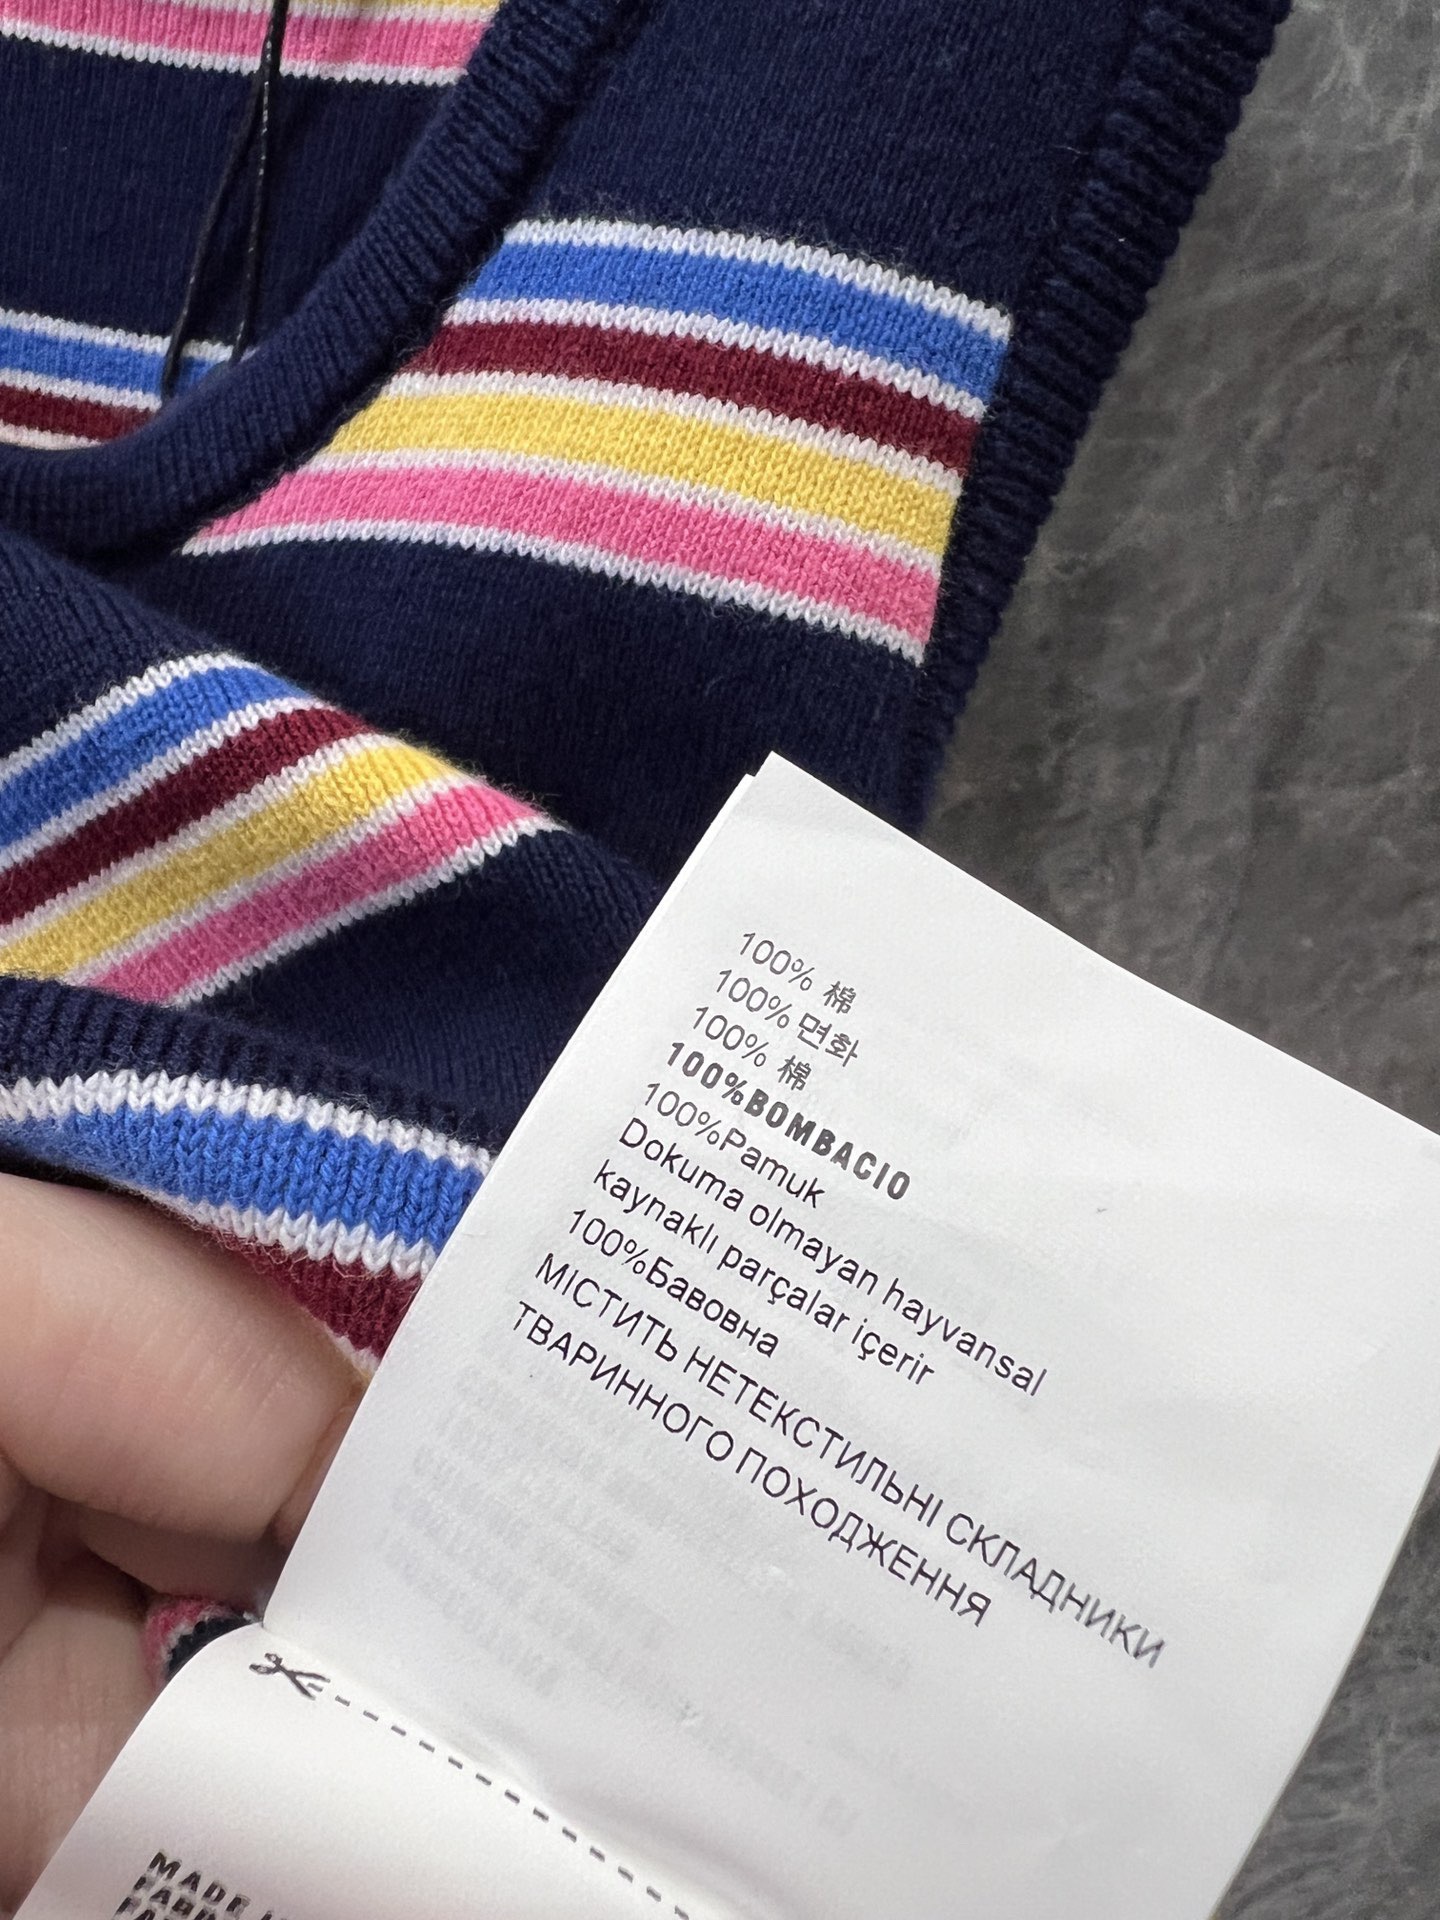 100% 棉
100% 면화
100% 棉
100%BOMBACIO
100%Pamuk
Dokuma olmayan hayvansal
kaynaklı parçalar içerir
100%Бавовна
МІСТИТЬ НЕТЕКСТИЛЬНІ СКЛАДНИКИ
ТВАРИННОГО ПОХОДЖЕННЯ
MADE